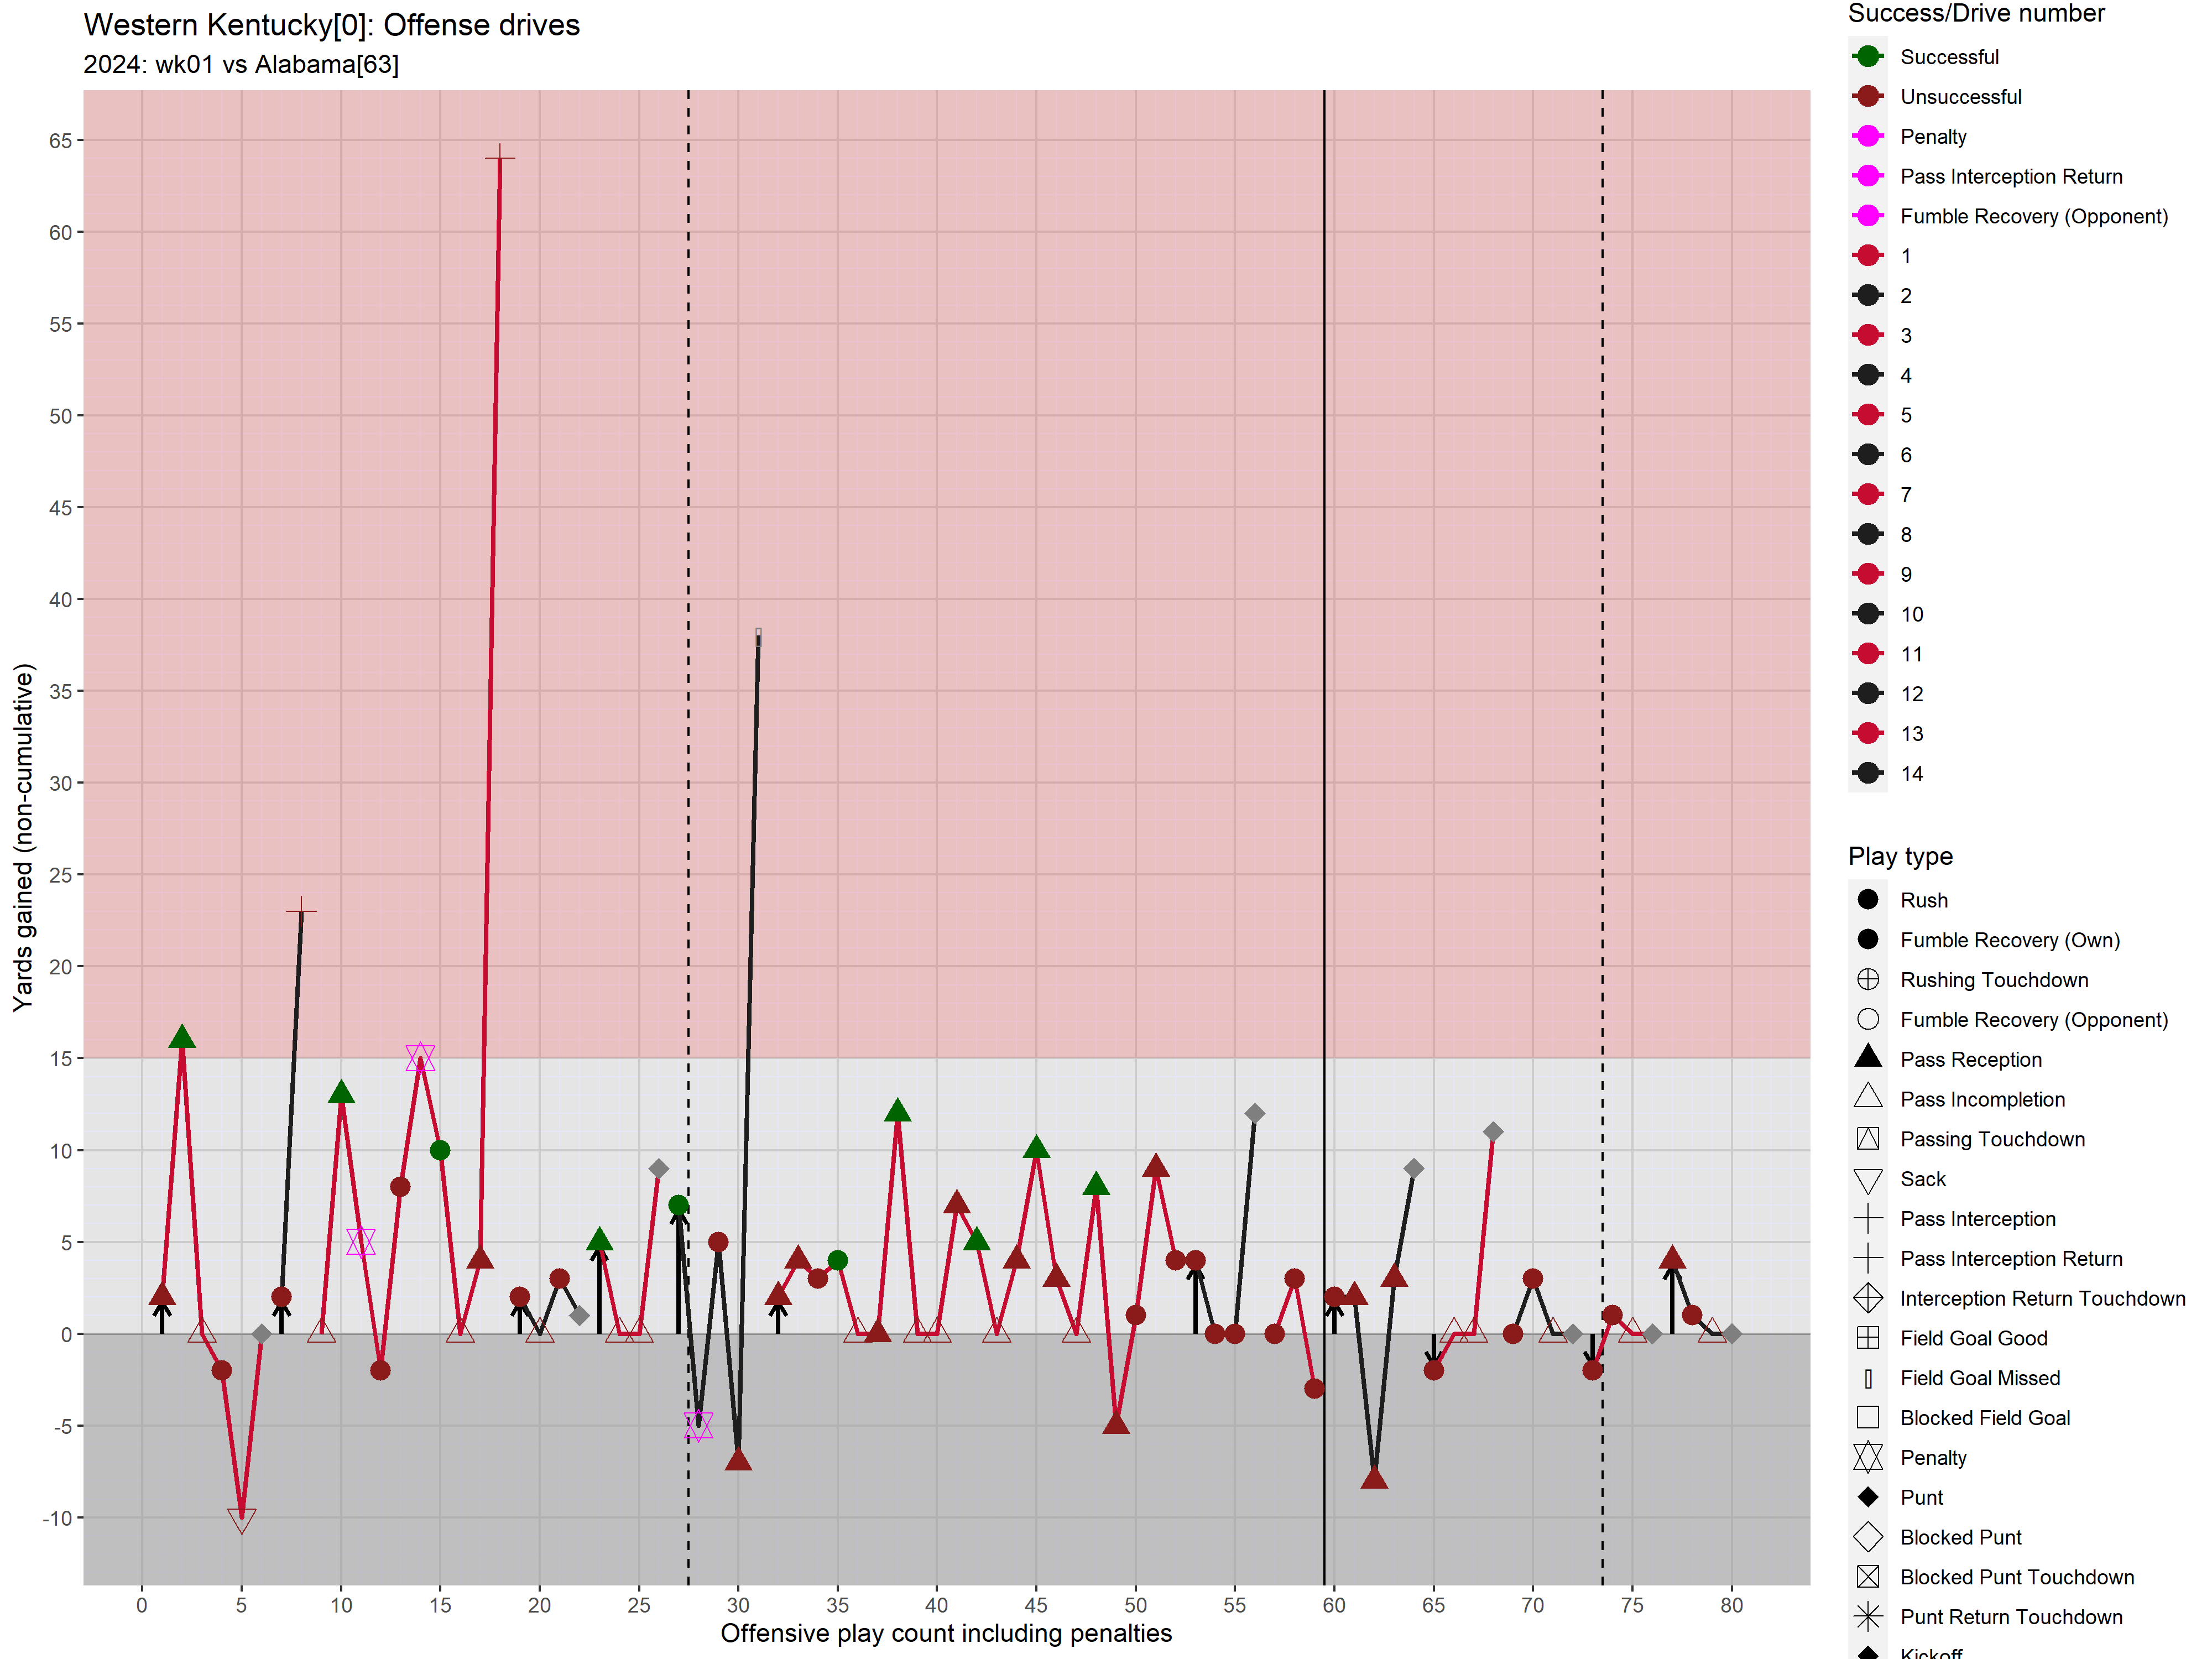 Western Kentucky[0]: Offense drives
2024: wk01 vs Alabama[63]
Yards gained (non-cumulative)
65
60
55
50
45
40
35
30
25
20
15
10
5
0
-5
-10
0 5 10 15 20 25 30 35 40 45 50 55 60 65 70 75 80
Offensive play count including penalties
Success/Drive number
Successful
Unsuccessful
Penalty
Pass Interception Return
Fumble Recovery (Opponent)
1
2
3
4
5
6
7
8
9
10
11
12
13
14
Play type
Rush
Fumble Recovery (Own)
Rushing Touchdown
Fumble Recovery (Opponent)
Pass Reception
Pass Incompletion
Passing Touchdown
Sack
Pass Interception
Pass Interception Return
Interception Return Touchdown
Field Goal Good
Field Goal Missed
Blocked Field Goal
Penalty
Punt
Blocked Punt
Blocked Punt Touchdown
Punt Return Touchdown
Kickoff